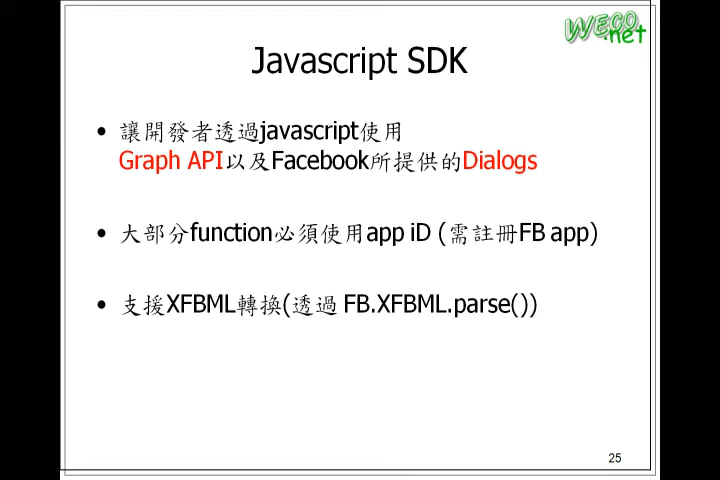 WECO.net
Javascript SDK
• 讓開發者透過javascript使用
Graph API以及Facebook所提供的Dialogs
• 大部分function必須使用app iD (需註冊FB app)
• 支援XFBML轉換(透過 FB.XFBML.parse())
25